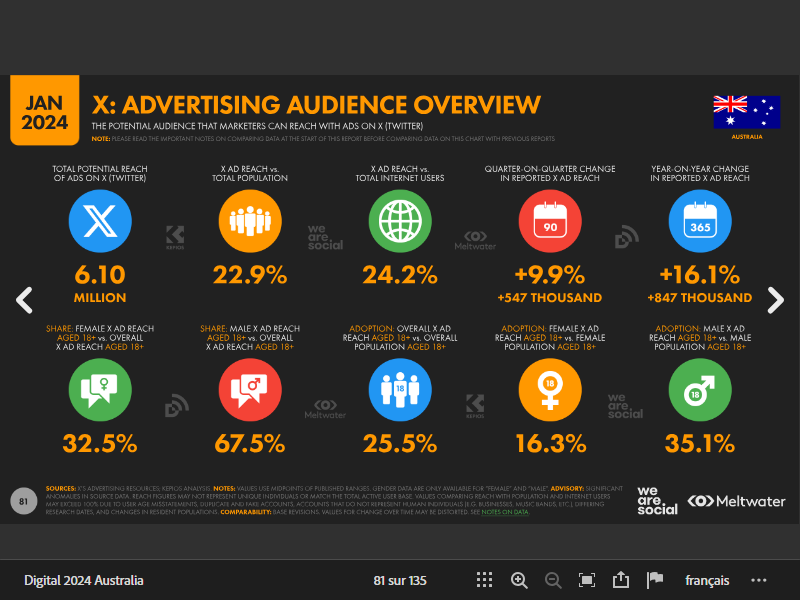 JAN
2024
X: ADVERTISING AUDIENCE OVERVIEW
THE POTENTIAL AUDIENCE THAT MARKETERS CAN REACH WITH ADS ON X (TWITTER)
NOTE: PLEASE READ THE IMPORTANT NOTES ON COMPARING DATA AT THE START OF THIS REPORT BEFORE COMPARING DATA ON THIS CHART WITH PREVIOUS REPORTS
AUSTRALIA
TOTAL POTENTIAL REACH
OF ADS ON X (TWITTER)
6.10
MILLION
X AD REACH vs.
TOTAL POPULATION
22.9%
X AD REACH vs.
TOTAL INTERNET USERS
24.2%
QUARTER-ON-QUARTER CHANGE
IN REPORTED X AD REACH
90
+9.9%
+547 THOUSAND
YEAR-ON-YEAR CHANGE
IN REPORTED X AD REACH
365
+16.1%
+847 THOUSAND
KEPIOS
we
are.
social
Meltwater
SHARE: FEMALE X AD REACH
AGED 18+ vs. OVERALL
X AD REACH AGED 18+
32.5%
SHARE: MALE X AD REACH
AGED 18+ vs. OVERALL
X AD REACH AGED 18+
67.5%
ADOPTION: OVERALL X AD
REACH AGED 18+ vs. OVERALL
POPULATION AGED 18+
18
25.5%
ADOPTION: FEMALE X AD
REACH AGED 18+ vs. FEMALE
POPULATION AGED 18+
18
16.3%
ADOPTION: MALE X AD
REACH AGED 18+ vs. MALE
POPULATION AGED 18+
18
35.1%
Meltwater
KEPIOS
we
are.
social
81
SOURCES: X'S ADVERTISING RESOURCES; KEPIOS ANALYSIS. NOTES: VALUES USE MIDPOINTS OF PUBLISHED RANGES. GENDER DATA ARE ONLY AVAILABLE FOR "FEMALE" AND "MALE". ADVISORY: SIGNIFICANT
ANOMALIES IN SOURCE DATA. REACH FIGURES MAY NOT REPRESENT UNIQUE INDIVIDUALS OR MATCH THE TOTAL ACTIVE USER BASE. VALUES COMPARING REACH WITH POPULATION AND INTERNET USERS
MAY EXCEED 100% DUE TO USER AGE MISSTATEMENTS, DUPLICATE AND FAKE ACCOUNTS, ACCOUNTS THAT DO NOT REPRESENT HUMAN INDIVIDUALS (E.G. BUSINESSES, MUSIC BANDS, ETC.), DIFFERING
RESEARCH DATES, AND CHANGES IN RESIDENT POPULATIONS. COMPARABILITY: BASE REVISIONS. VALUES FOR CHANGE OVER TIME MAY BE DISTORTED. SEE NOTES ON DATA.
we
are.
social
Meltwater
Digital 2024 Australia
81 sur 135
français